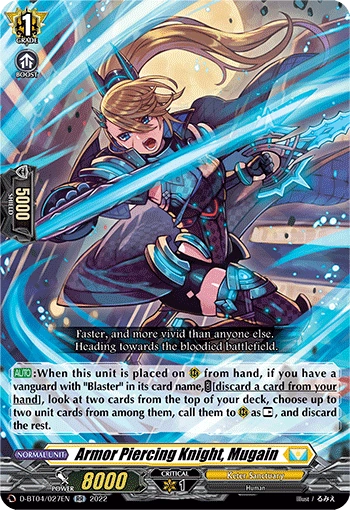 1
GRADE
BOOST
5000
SHIELD
Faster, and more vivid than anyone else.
Heading towards the bloodied battlefield.
AUTO:When this unit is placed on from hand, if you have a
vanguard with "Blaster" in its card name, [discard a card from your
hand], look at two cards from the top of your deck, choose up to
two unit cards from among them, call them to as , and discard
the rest.
NORMAL UNIT Armor Piercing Knight, Mugain
POWER 8000 CRITICAL 1 Keter Sanctuary
Human
D-BT04/027EN RR 2022 Illust / るみえ